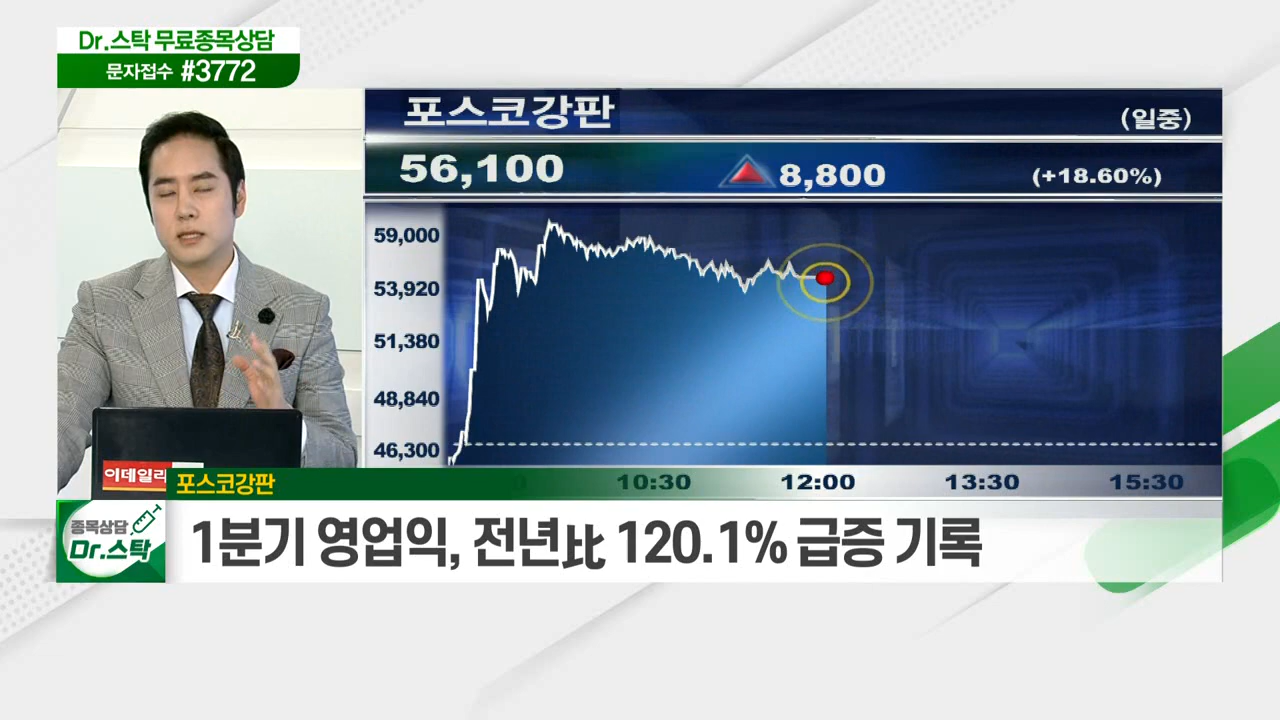 Dr.스탁 무료종목상담
문자접수 #3772
포스코강판
(일중)
56,100
8,800
(+18.60%)
59,000
53,920
51,380
48,840
46,300
10:30
12:00
13:30
15:30
이데일리
포스코강판
종목상담
Dr.스탁
1분기 영업익, 전년比 120.1% 급증 기록